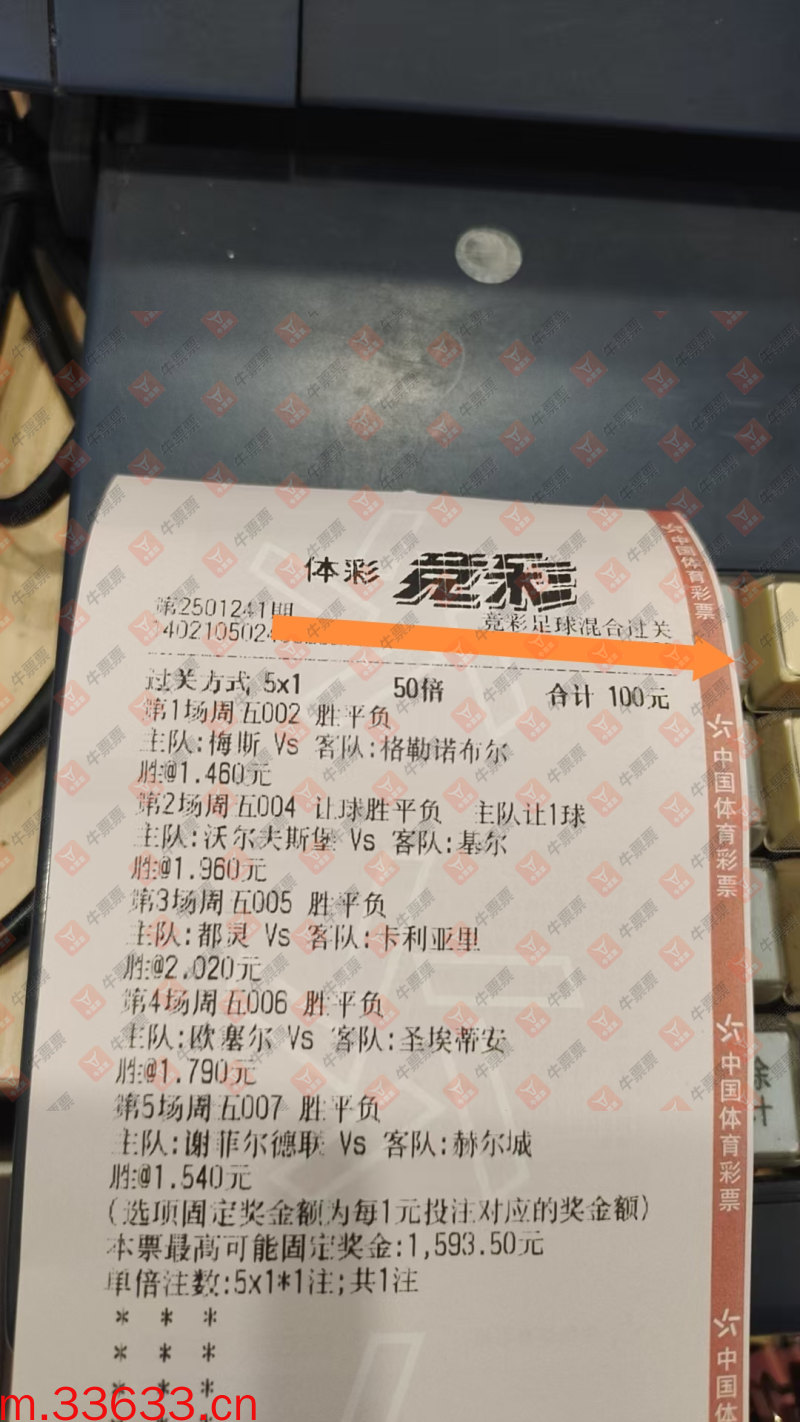 体彩 竞彩
第2501241期
竞彩足球混合过关
140210502
过关方式 5x1 50倍 合计 100元
第1场周五002 胜平负
主队:梅斯 Vs 客队:格勒诺布尔
胜@1.460元
第2场周五004 让球胜平负 主队让1球
主队:沃尔夫斯堡 Vs 客队:基尔
胜@1.960元
第3场周五005 胜平负
主队:都灵 Vs 客队:卡利亚里
胜@2.020元
第4场周五006 胜平负
主队:欧塞尔 Vs 客队:圣埃蒂安
胜@1.790元
第5场周五007 胜平负
主队:谢菲尔德联 Vs 客队:赫尔城
胜@1.540元
(选项固定奖金额为每1元投注对应的奖金额)
本票最高可能固定奖金:1,593.50元
单倍注数:5x1*1注;共1注
* * *
* * *
* * *
中国体育彩票
中国体育彩票
中国体育彩票
中国体
牛票票
m.33633.cn